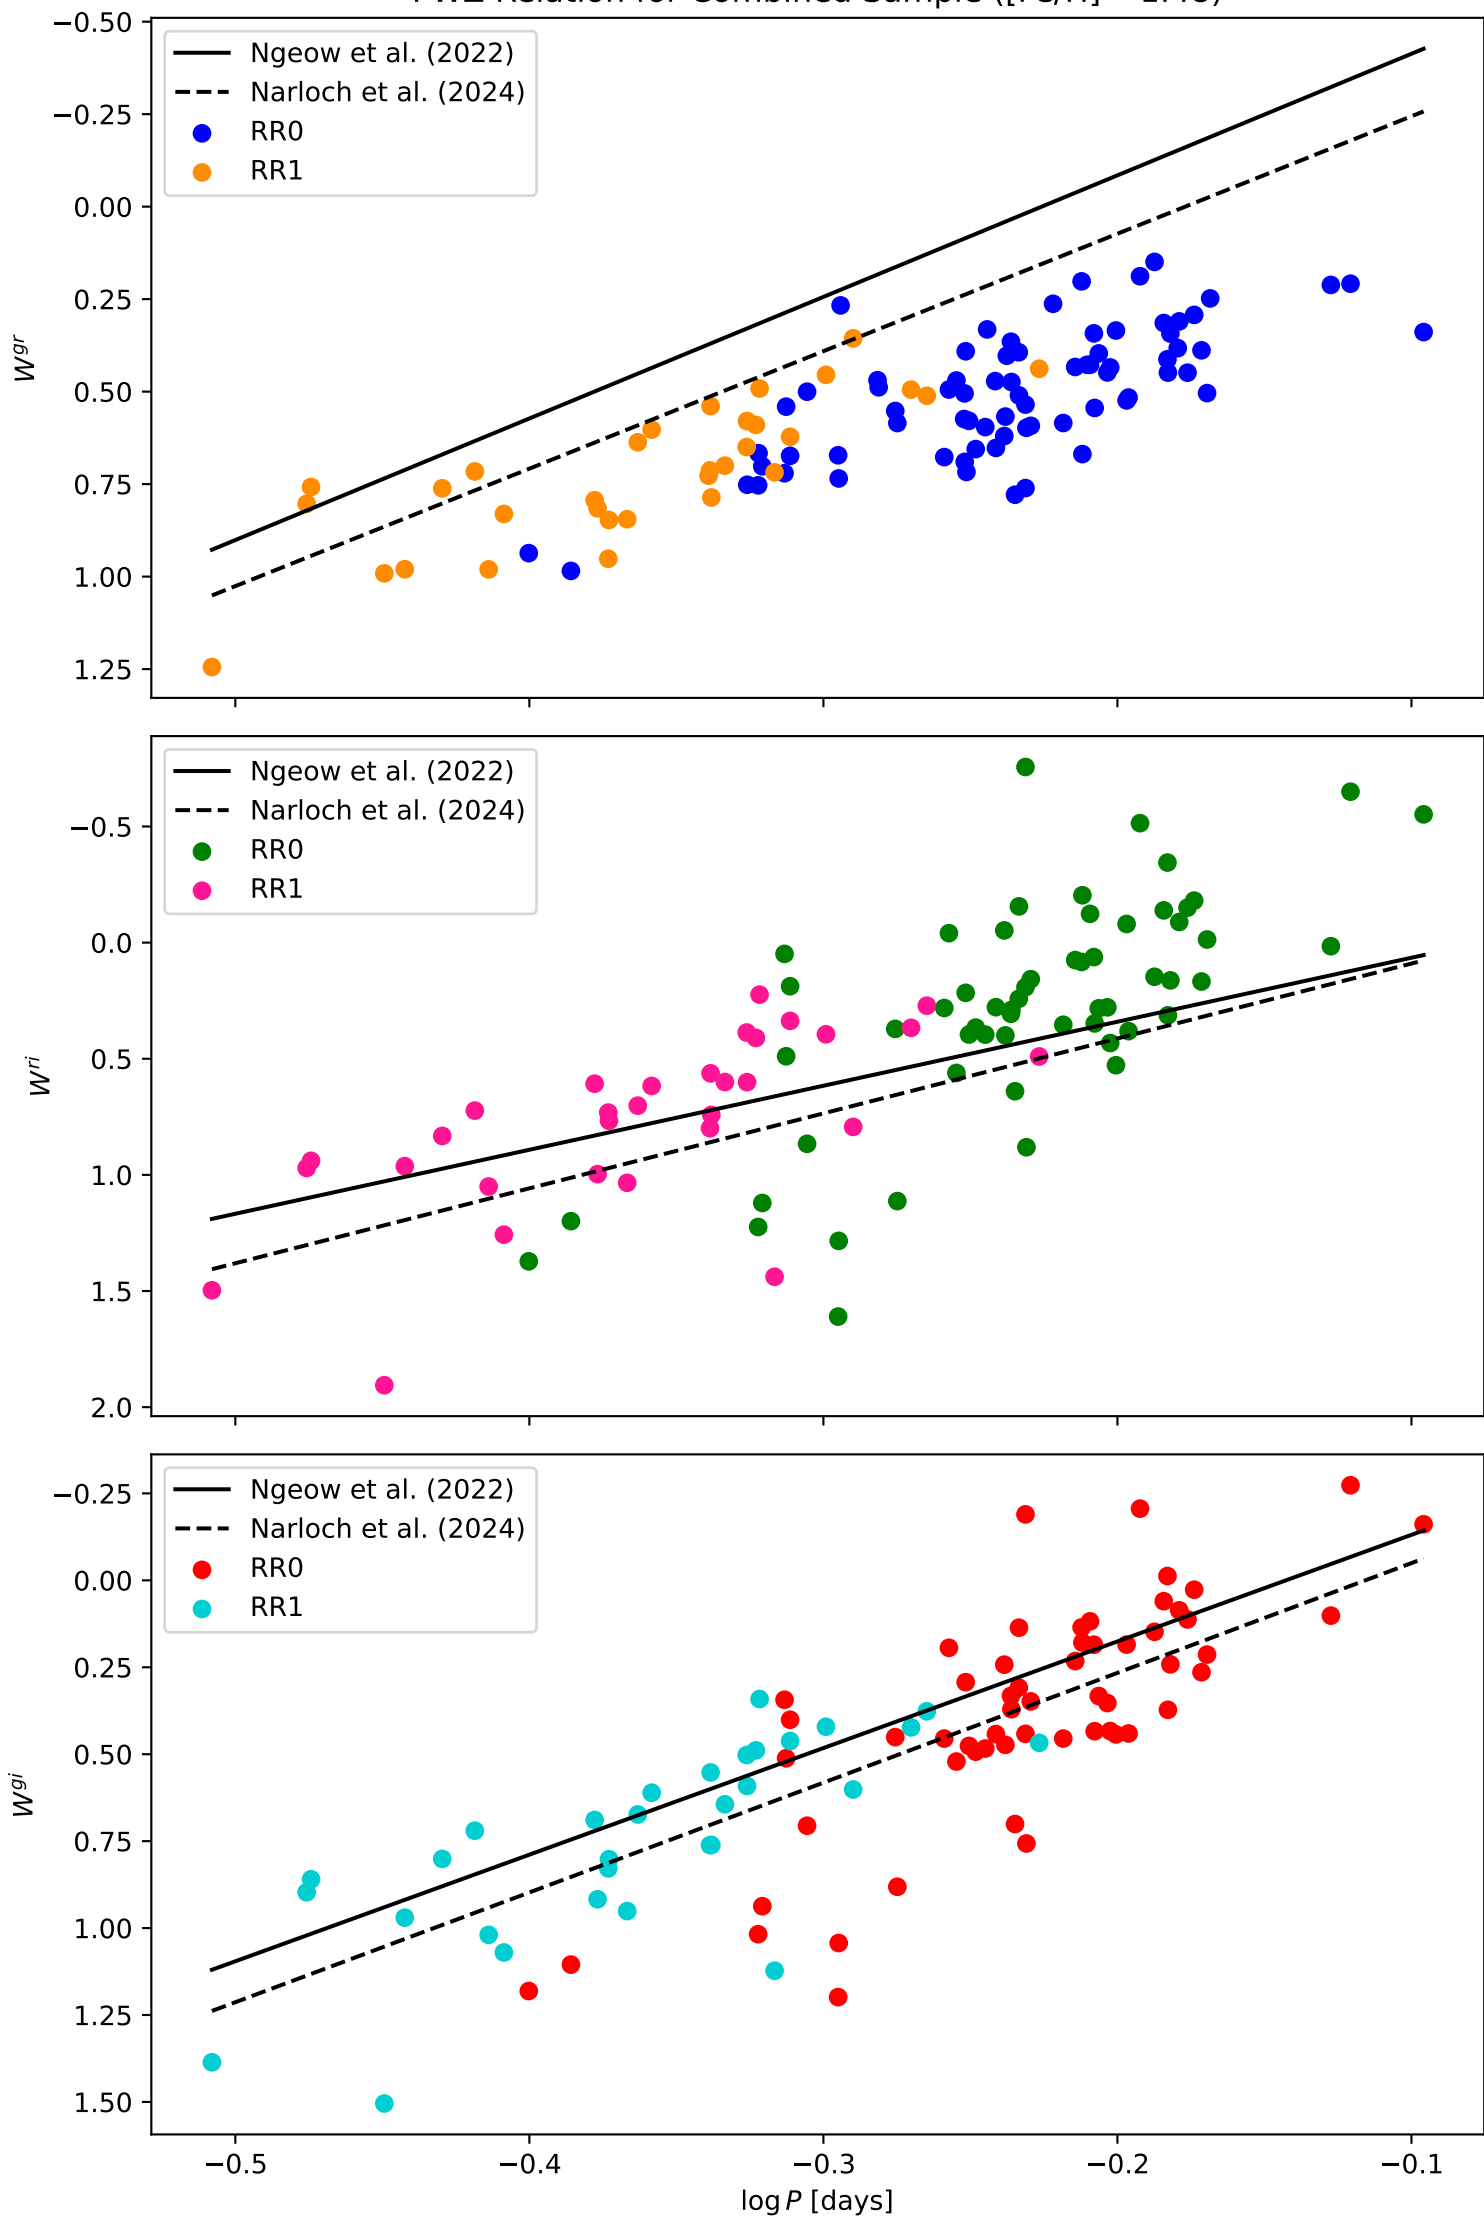 Relation for Combined Sample
−0.50
Ngeow et al. (2022)
Narloch et al. (2024)
RR0
RR1
−0.25
0.00
0.25
0.50
0.75
1.00
1.25
W^{gr}
Ngeow et al. (2022)
Narloch et al. (2024)
RR0
RR1
−0.5
0.0
0.5
1.0
1.5
2.0
W^{ri}
Ngeow et al. (2022)
Narloch et al. (2024)
RR0
RR1
−0.25
0.00
0.25
0.50
0.75
1.00
1.25
1.50
W^{gi}
−0.5 −0.4 −0.3 −0.2 −0.1
log P [days]